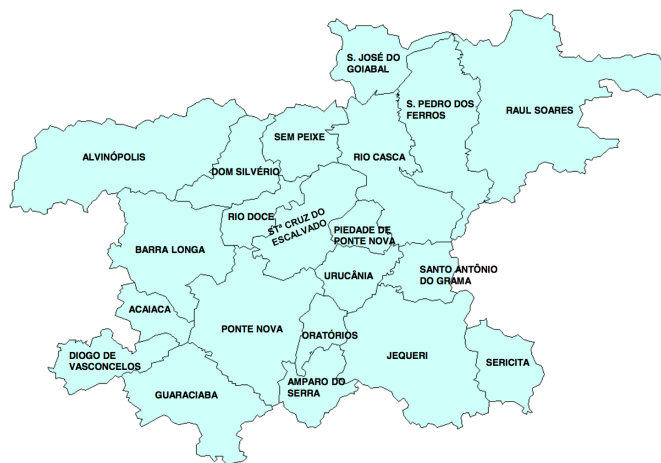 S. JOSÉ DO
GOIABAL
S. PEDRO DOS
FERROS
RAUL SOARES
SEM PEIXE
RIO CASCA
ALVINÓPOLIS
DOM SILVÉRIO
RIO DOCE
STª CRUZ DO
ESCALVADO
PIEDADE DE
PONTE NOVA
BARRA LONGA
URUCÂNIA
SANTO ANTÔNIO
DO GRAMA
ACAIACA
PONTE NOVA
ORATÓRIOS
DIOGO DE
VASCONCELOS
JEQUERI
SERICITA
AMPARO DO
SERRA
GUARACIABA